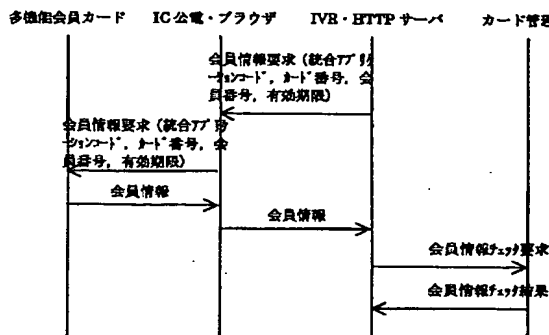 多機能会員カード
IC公電・ブラウザ
IVR・HTTPサーバ
カード管理
会員情報要求(統合アプリケ
ーションコード,カード番号,会
員番号,有効期限)
会員情報要求(統合アプリケ
ーションコード,カード番号,会
員番号,有効期限)
会員情報
会員情報
会員情報チェック要求
会員情報チェック結果